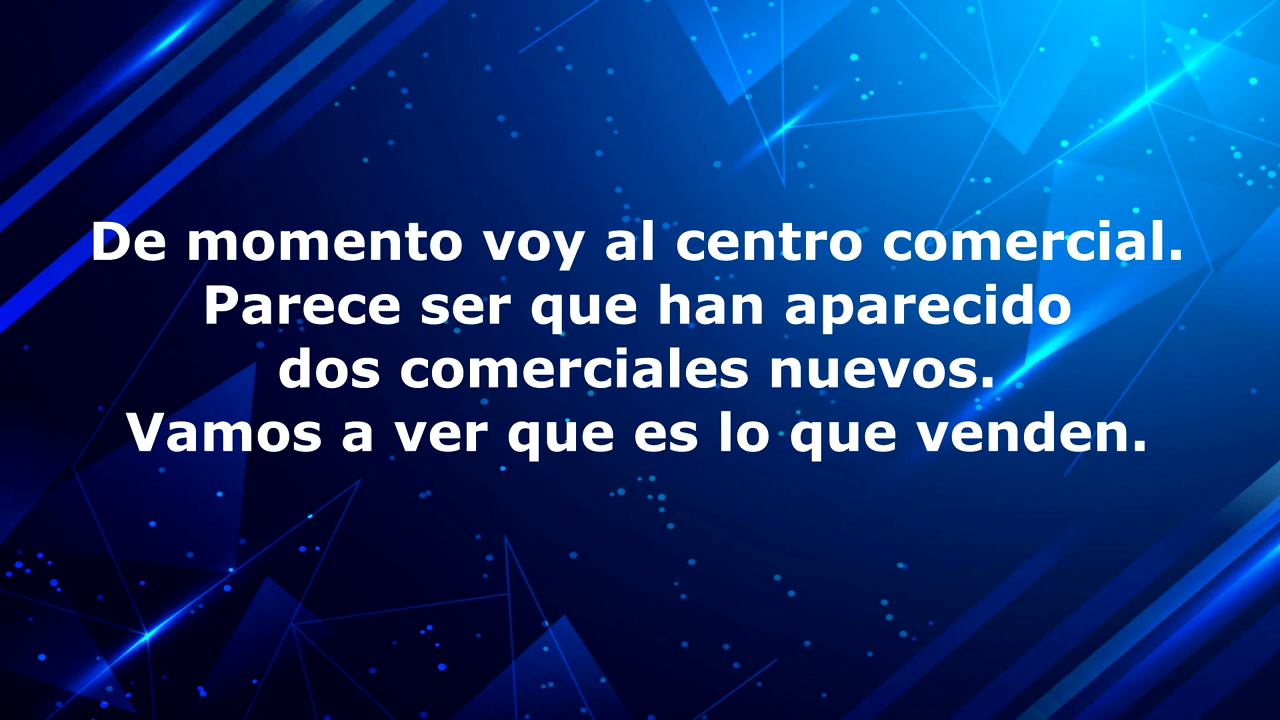 De momento voy al centro comercial.
Parece ser que han aparecido
dos comerciales nuevos.
Vamos a ver que es lo que venden.